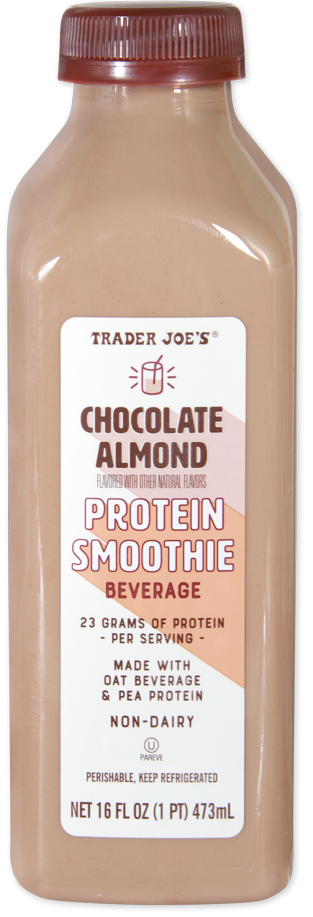 TRADER JOE'S®
CHOCOLATE
ALMOND
FLAVORED WITH OTHER NATURAL FLAVORS
PROTEIN
SMOOTHIE
BEVERAGE
23 GRAMS OF PROTEIN
- PER SERVING -
MADE WITH
OAT BEVERAGE
& PEA PROTEIN
NON-DAIRY
U
PAREVE
PERISHABLE, KEEP REFRIGERATED
NET 16 FL OZ (1 PT) 473mL